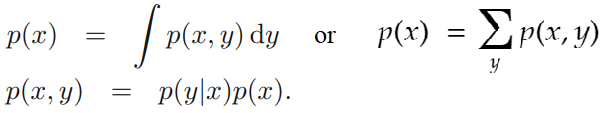 p(x) = ∫ p(x, y) dy or p(x) = ∑_y p(x, y)
p(x, y) = p(y|x)p(x).